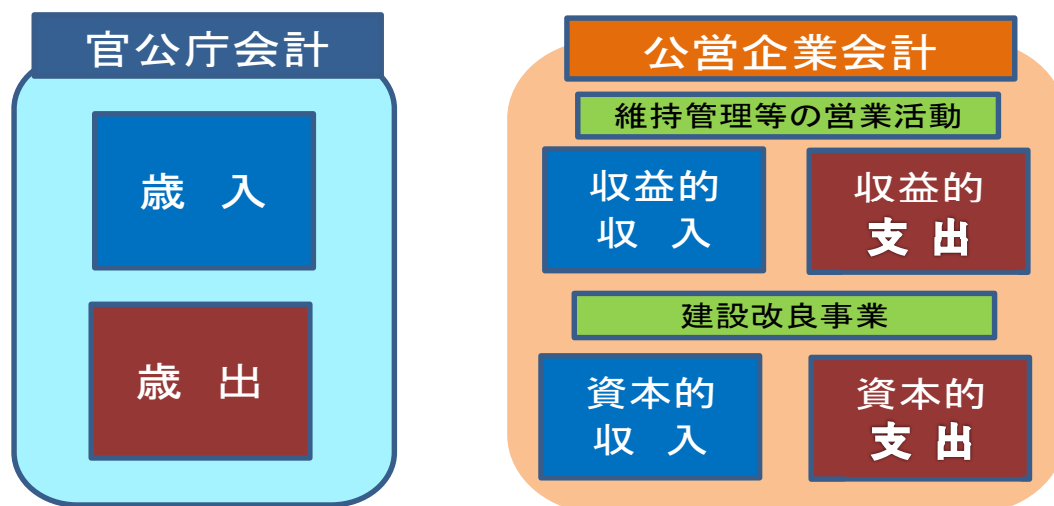 官公庁会計
歳 入
歳 出
公営企業会計
維持管理等の営業活動
収益的
収 入
収益的
支 出
建設改良事業
資本的
収 入
資本的
支 出